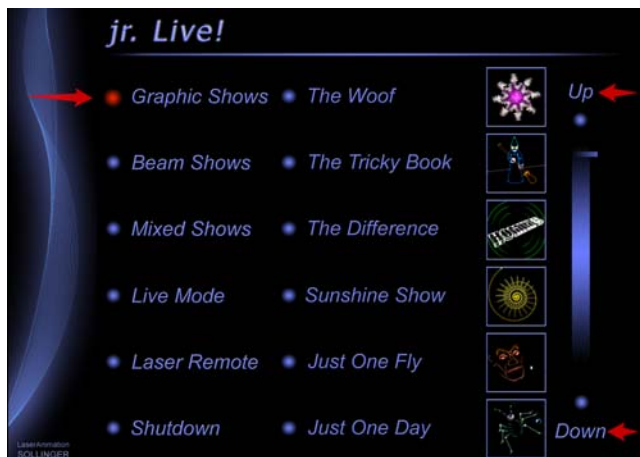 jr. Live!
Graphic Shows The Woof Up
Beam Shows The Tricky Book
Mixed Shows The Difference
Live Mode Sunshine Show
Laser Remote Just One Fly
Shutdown Just One Day Down
LaserAnimation
SOLLINGER